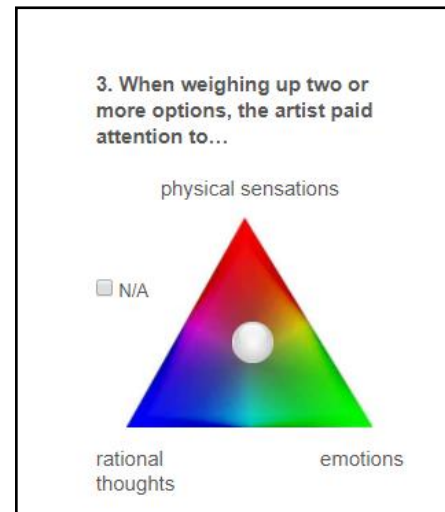 3. When weighing up two or
more options, the artist paid
attention to…
physical sensations
N/A
rational
thoughts
emotions